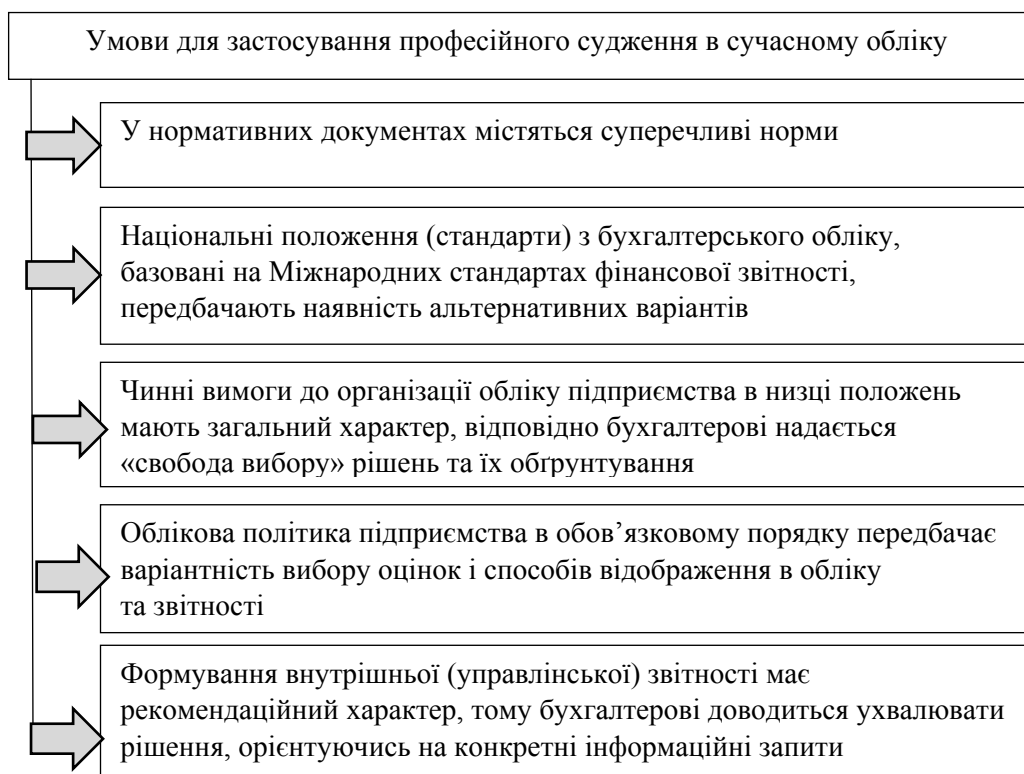 Умови для застосування професійного судження в сучасному обліку
У нормативних документах містяться суперечливі норми
Національні положення (стандарти) з бухгалтерського обліку,
базовані на Міжнародних стандартах фінансової звітності,
передбачають наявність альтернативних варіантів
Чинні вимоги до організації обліку підприємства в низці положень
мають загальний характер, відповідно бухгалтерові надається
«свобода вибору» рішень та їх обґрунтування
Облікова політика підприємства в обов’язковому порядку передбачає
варіантність вибору оцінок і способів відображення в обліку
та звітності
Формування внутрішньої (управлінської) звітності має
рекомендаційний характер, тому бухгалтерові доводиться ухвалювати
рішення, орієнтуючись на конкретні інформаційні запити